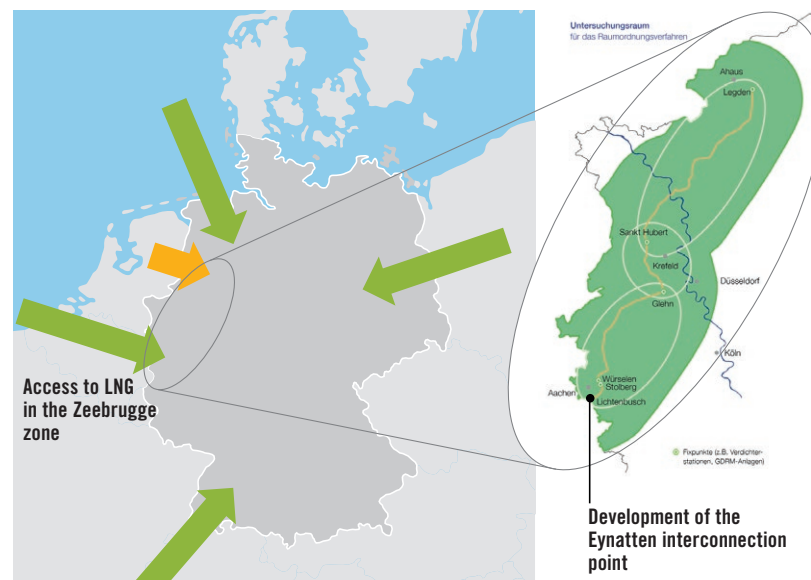 Untersuchungsraum
für das Raumordnungsverfahren
Ahaus
Legden
Sankt Hubert
Krefeld
Düsseldorf
Glehn
Köln
Würselen
Stolberg
Aachen
Lichtenbusch
Access to LNG
in the Zeebrugge
zone
Fixpunkte (z.B. Verdichter-
stationen, GDRM-Anlagen)
Development of the
Eynatten interconnection
point